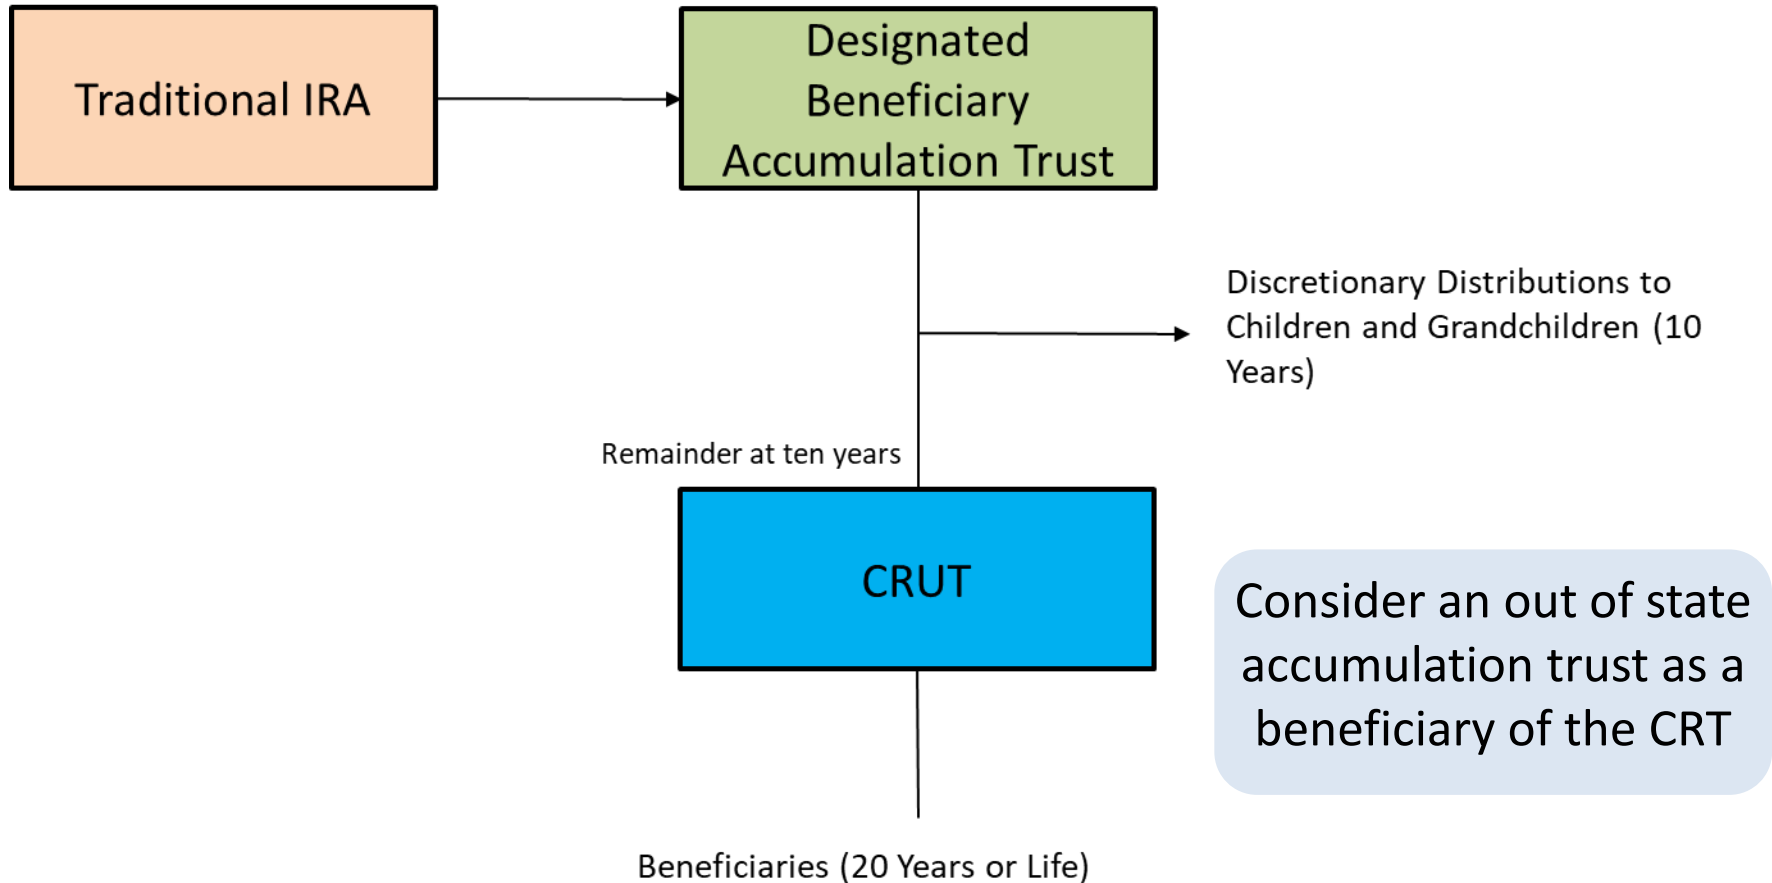 Traditional IRA
Designated
Beneficiary
Accumulation Trust
Discretionary Distributions to
Children and Grandchildren (10
Years)
Remainder at ten years
CRUT
Consider an out of state
accumulation trust as a
beneficiary of the CRT
Beneficiaries (20 Years or Life)